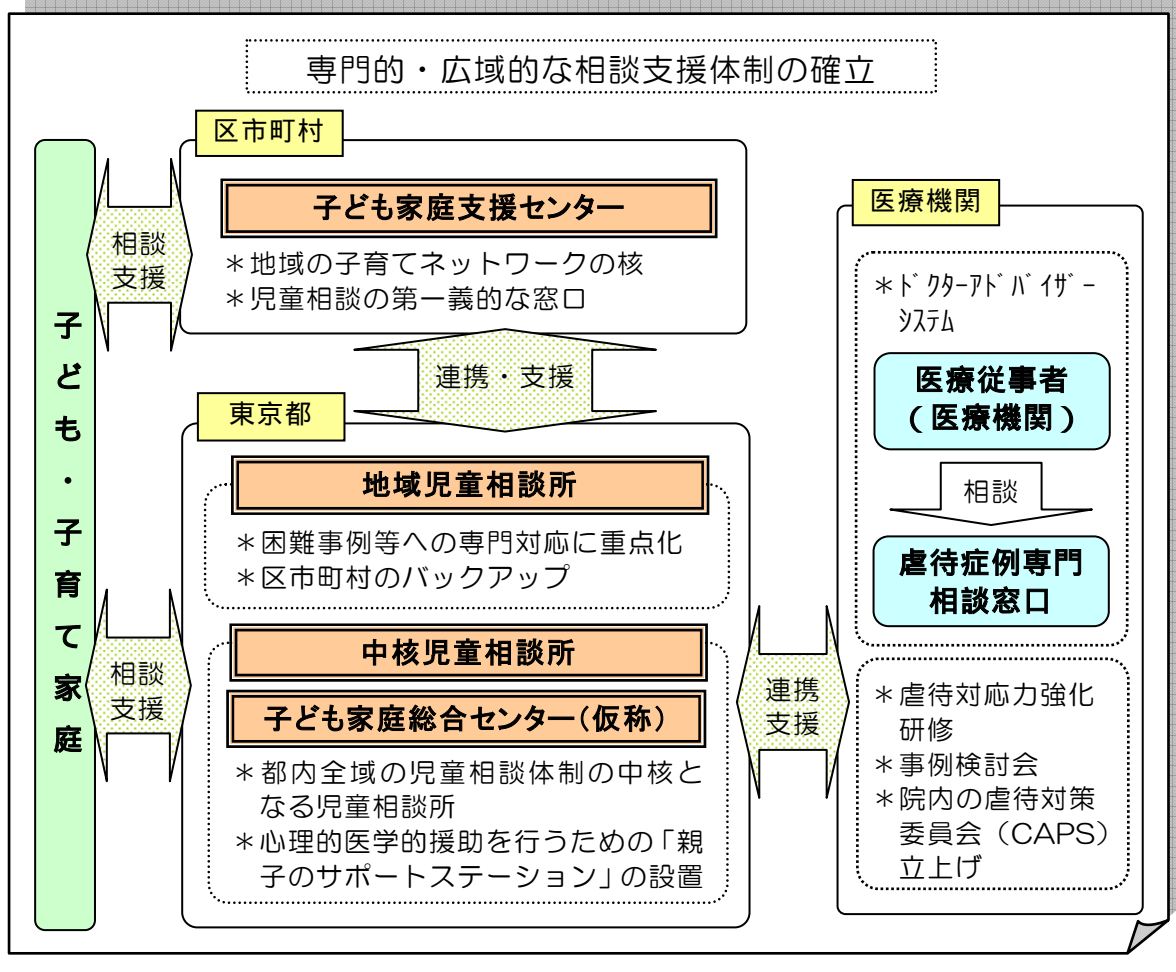 専門的・広域的な相談支援体制の確立
子ども・子育て家庭
相談
支援
区市町村
子ども家庭支援センター
＊地域の子育てネットワークの核
＊児童相談の第一義的な窓口
連携・支援
東京都
地域児童相談所
＊困難事例等への専門対応に重点化
＊区市町村のバックアップ
相談
支援
中核児童相談所
子ども家庭総合センター（仮称）
＊都内全域の児童相談体制の中核と
なる児童相談所
＊心理的医学的援助を行うための「親
子のサポートステーション」の設置
連携
支援
医療機関
＊ﾄﾞｸﾀｰｱﾄﾞﾊﾞｲｻﾞｰ
ｼｽﾃﾑ
医療従事者
（医療機関）
相談
虐待症例専門
相談窓口
＊虐待対応力強化
研修
＊事例検討会
＊院内の虐待対策
委員会（CAPS）
立上げ